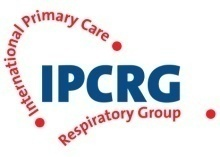 International Primary Care
IPCRG
Respiratory Group